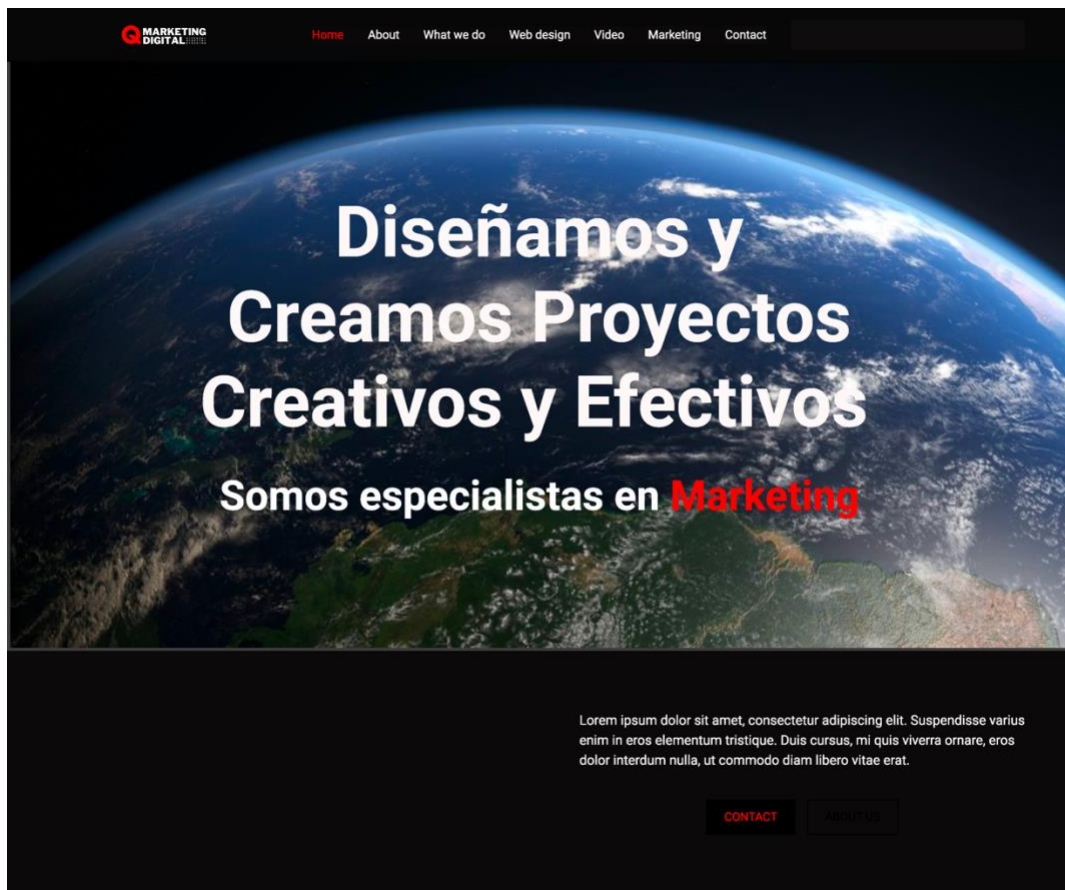 MARKETING
DIGITAL
Home About What we do Web design Video Marketing Contact
Diseñamos y
Creamos Proyectos
Creativos y Efectivos
Somos especialistas en Marketing
Lorem ipsum dolor sit amet, consectetur adipiscing elit. Suspendisse varius
enim in eros elementum tristique. Duis cursus, mi quis viverra ornare, eros
dolor interdum nulla, ut commodo diam libero vitae erat.
CONTACT ABOUT US